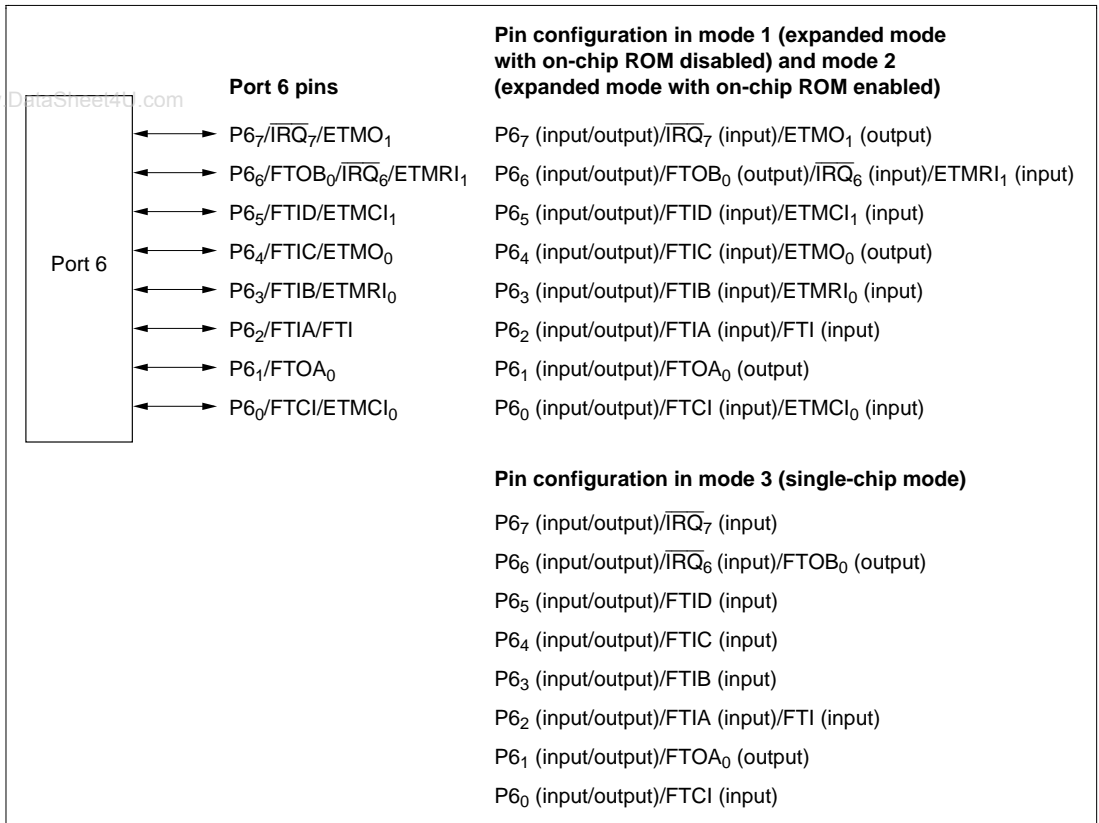 Pin configuration in mode 1 (expanded mode
with on-chip ROM disabled) and mode 2
Port 6 pins (expanded mode with on-chip ROM enabled)
.DataSheet4U.com
P6₇/I̅R̅Q̅₇/ETMO₁ P6₇ (input/output)/I̅R̅Q̅₇ (input)/ETMO₁ (output)
P6₆/FTOB₀/I̅R̅Q̅₆/ETMRI₁ P6₆ (input/output)/FTOB₀ (output)/I̅R̅Q̅₆ (input)/ETMRI₁ (input)
P6₅/FTID/ETMCI₁ P6₅ (input/output)/FTID (input)/ETMCI₁ (input)
P6₄/FTIC/ETMO₀ P6₄ (input/output)/FTIC (input)/ETMO₀ (output)
Port 6
P6₃/FTIB/ETMRI₀ P6₃ (input/output)/FTIB (input)/ETMRI₀ (input)
P6₂/FTIA/FTI P6₂ (input/output)/FTIA (input)/FTI (input)
P6₁/FTOA₀ P6₁ (input/output)/FTOA₀ (output)
P6₀/FTCI/ETMCI₀ P6₀ (input/output)/FTCI (input)/ETMCI₀ (input)
Pin configuration in mode 3 (single-chip mode)
P6₇ (input/output)/I̅R̅Q̅₇ (input)
P6₆ (input/output)/I̅R̅Q̅₆ (input)/FTOB₀ (output)
P6₅ (input/output)/FTID (input)
P6₄ (input/output)/FTIC (input)
P6₃ (input/output)/FTIB (input)
P6₂ (input/output)/FTIA (input)/FTI (input)
P6₁ (input/output)/FTOA₀ (output)
P6₀ (input/output)/FTCI (input)